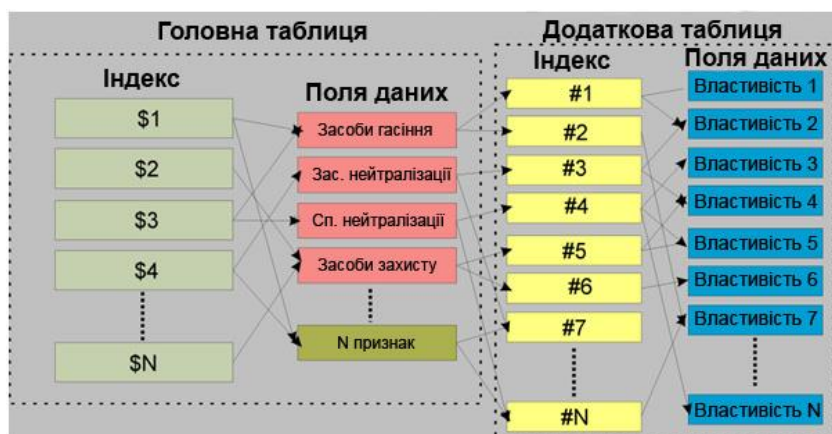 Головна таблиця
Додаткова таблиця
Індекс
Поля даних
Індекс
Поля даних
$1
Засоби гасіння
#1
Властивість 1
$2
Зас. нейтралізації
#2
Властивість 2
$3
Сп. нейтралізації
#3
Властивість 3
$4
Засоби захисту
#4
Властивість 4
#5
Властивість 5
#6
Властивість 6
$N
N признак
#7
Властивість 7
#N
Властивість N